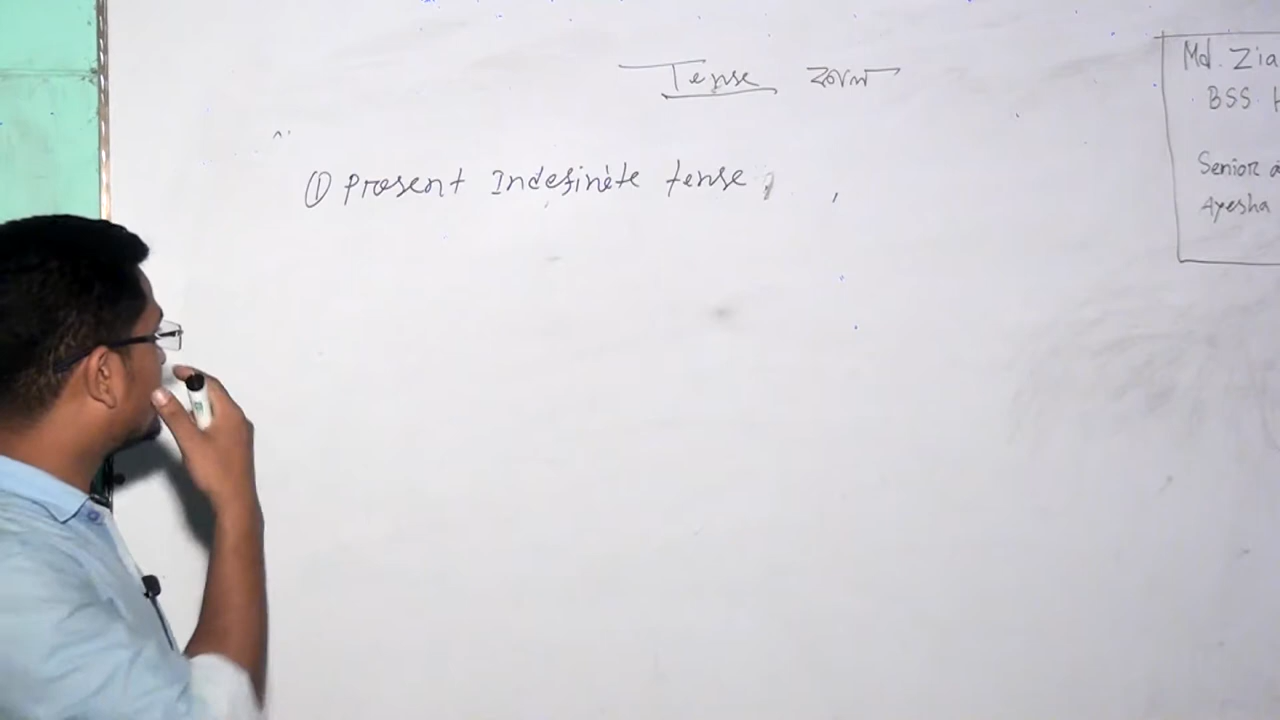 Tense
① Present Indefinite tense
Md. Zia
BSS. H
Senior a
Ayesha